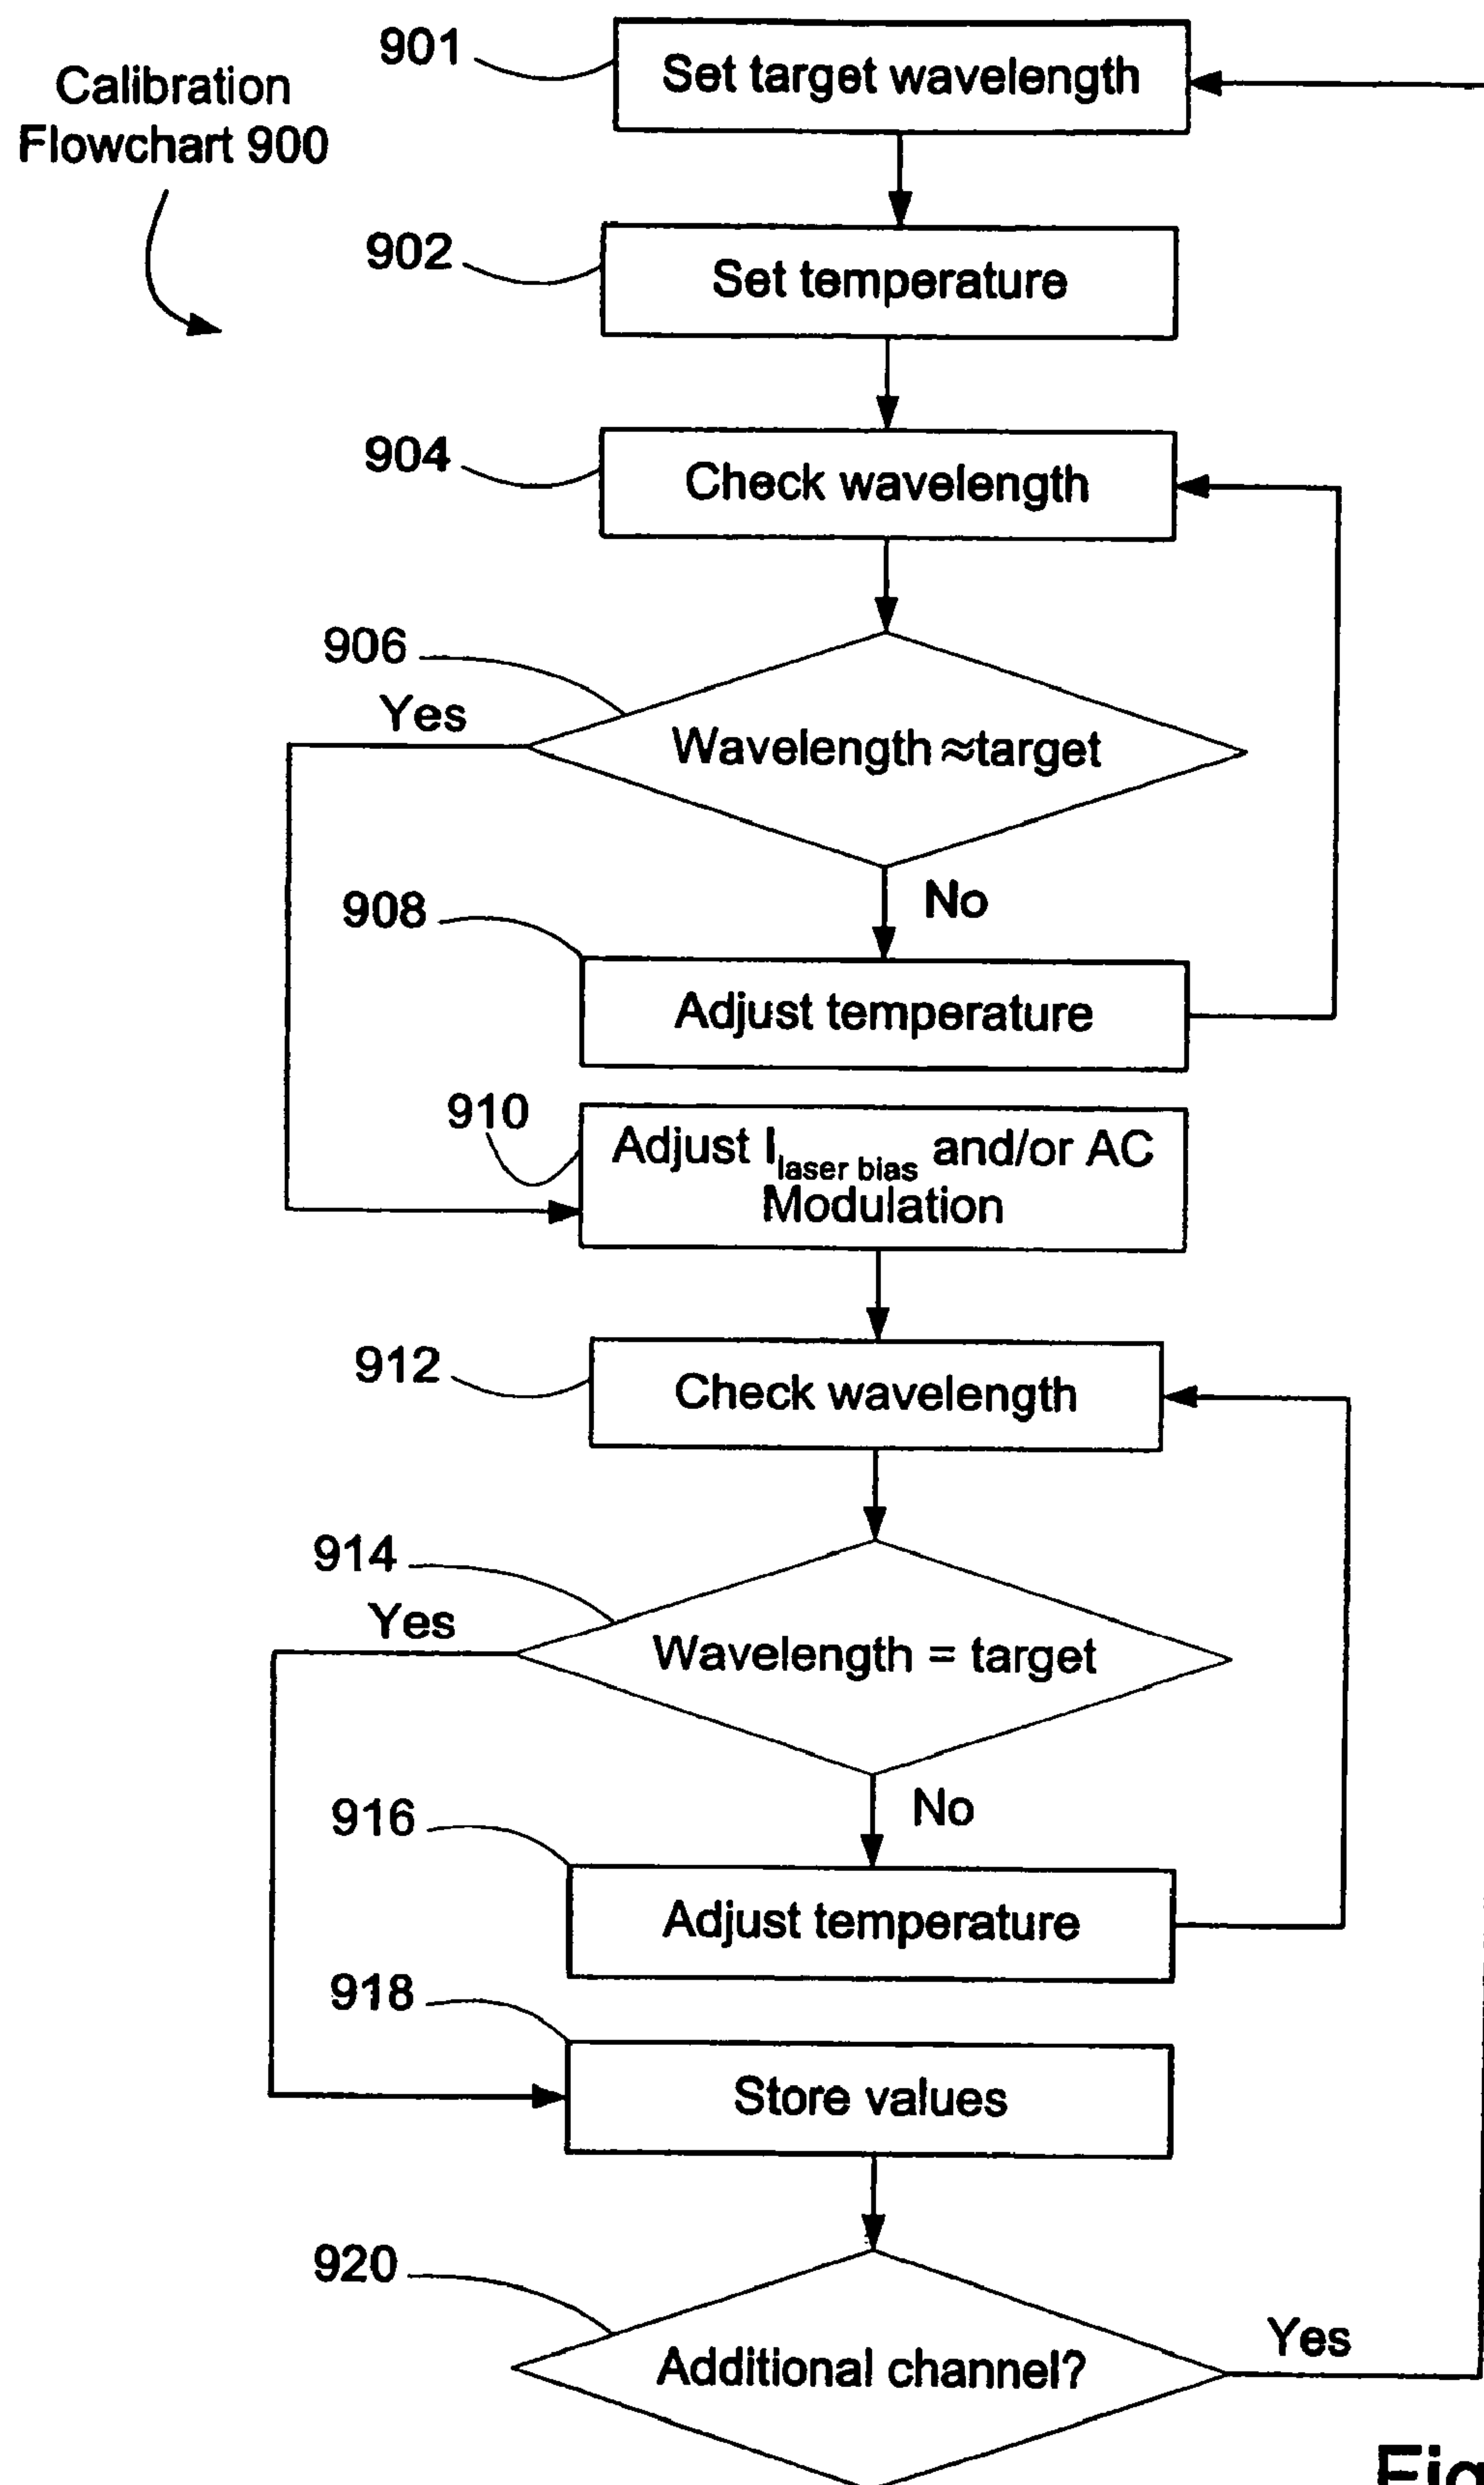 Calibration
Flowchart 900
901
Set target wavelength
902
Set temperature
904
Check wavelength
906
Yes
Wavelength ≈target
No
908
Adjust temperature
910
Adjust I laser bias and/or AC
Modulation
912
Check wavelength
914
Yes
Wavelength = target
No
916
Adjust temperature
918
Store values
920
Additional channel?
Yes
Fig